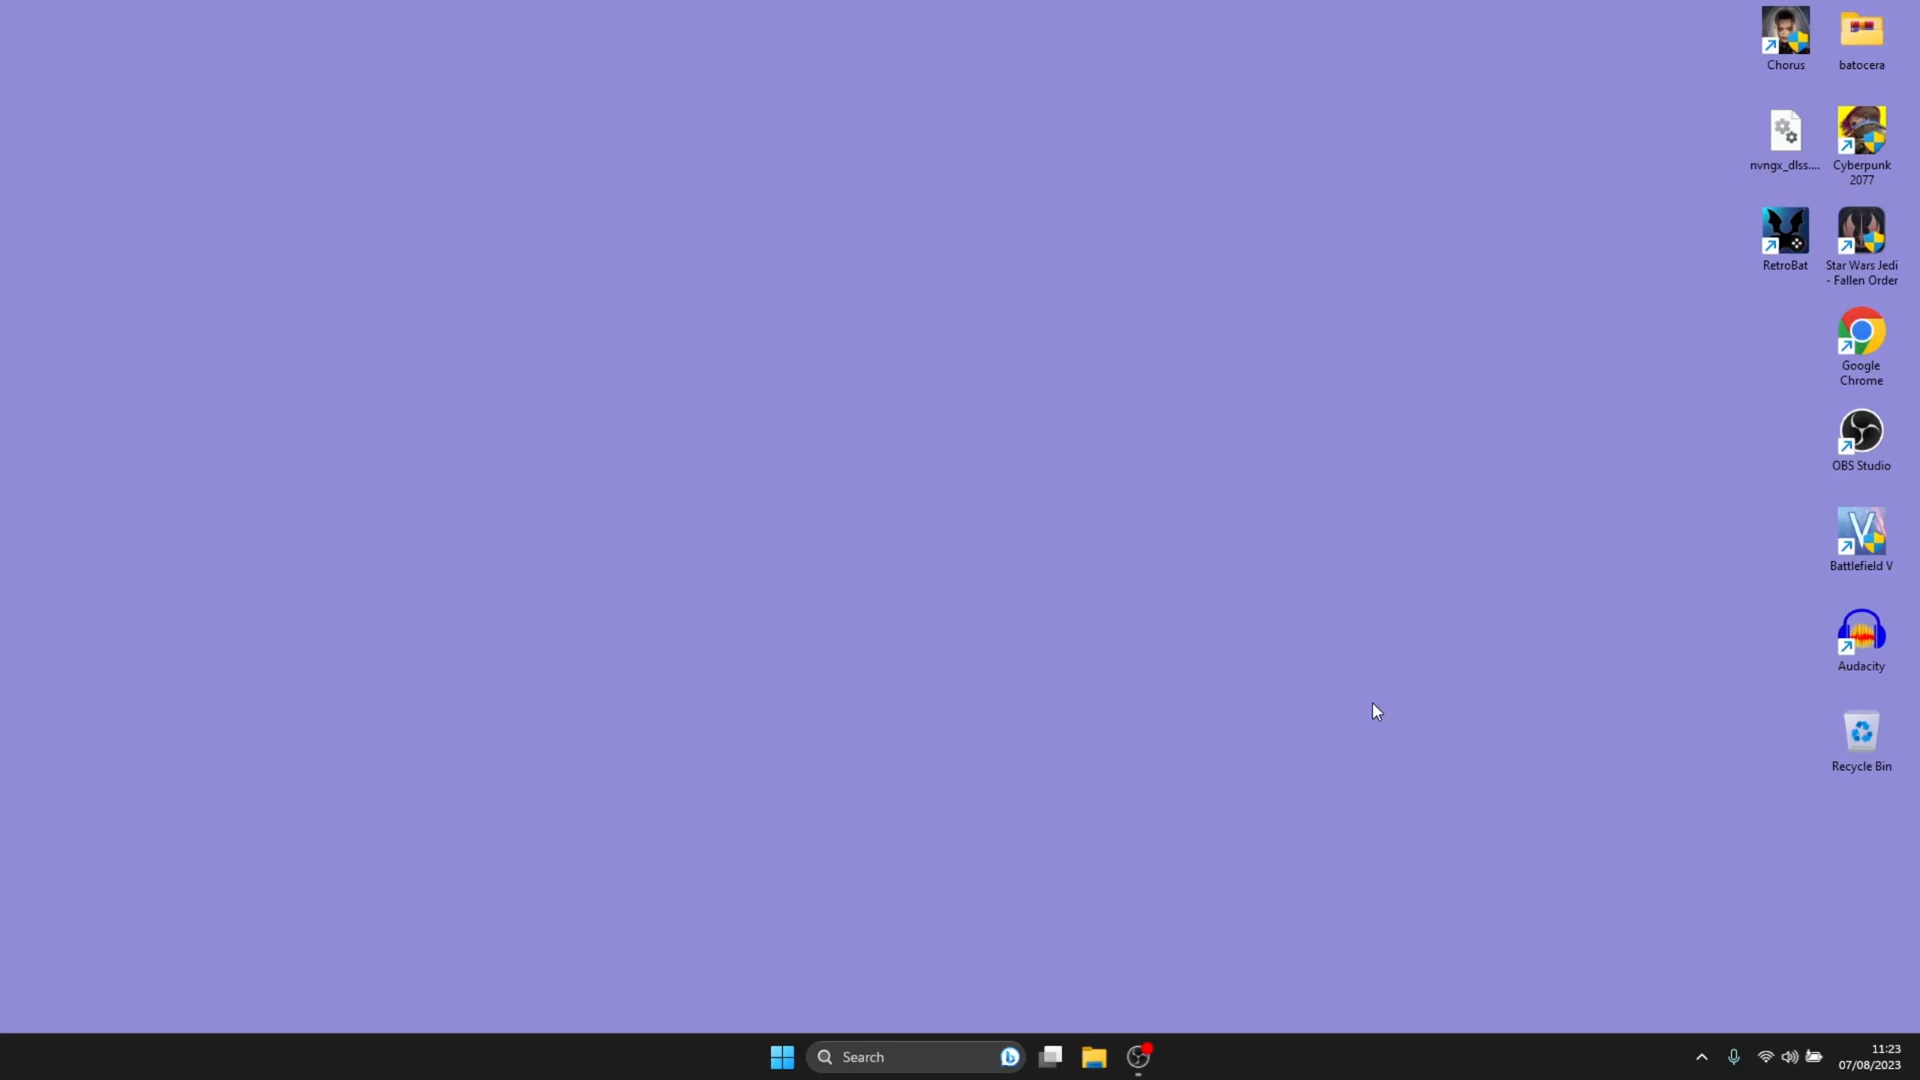 Chorus
batocera
nvngx_dlss....
Cyberpunk
2077
RetroBat
Star Wars Jedi
- Fallen Order
Google
Chrome
OBS Studio
Battlefield V
Audacity
Recycle Bin
Search
11:23
07/08/2023